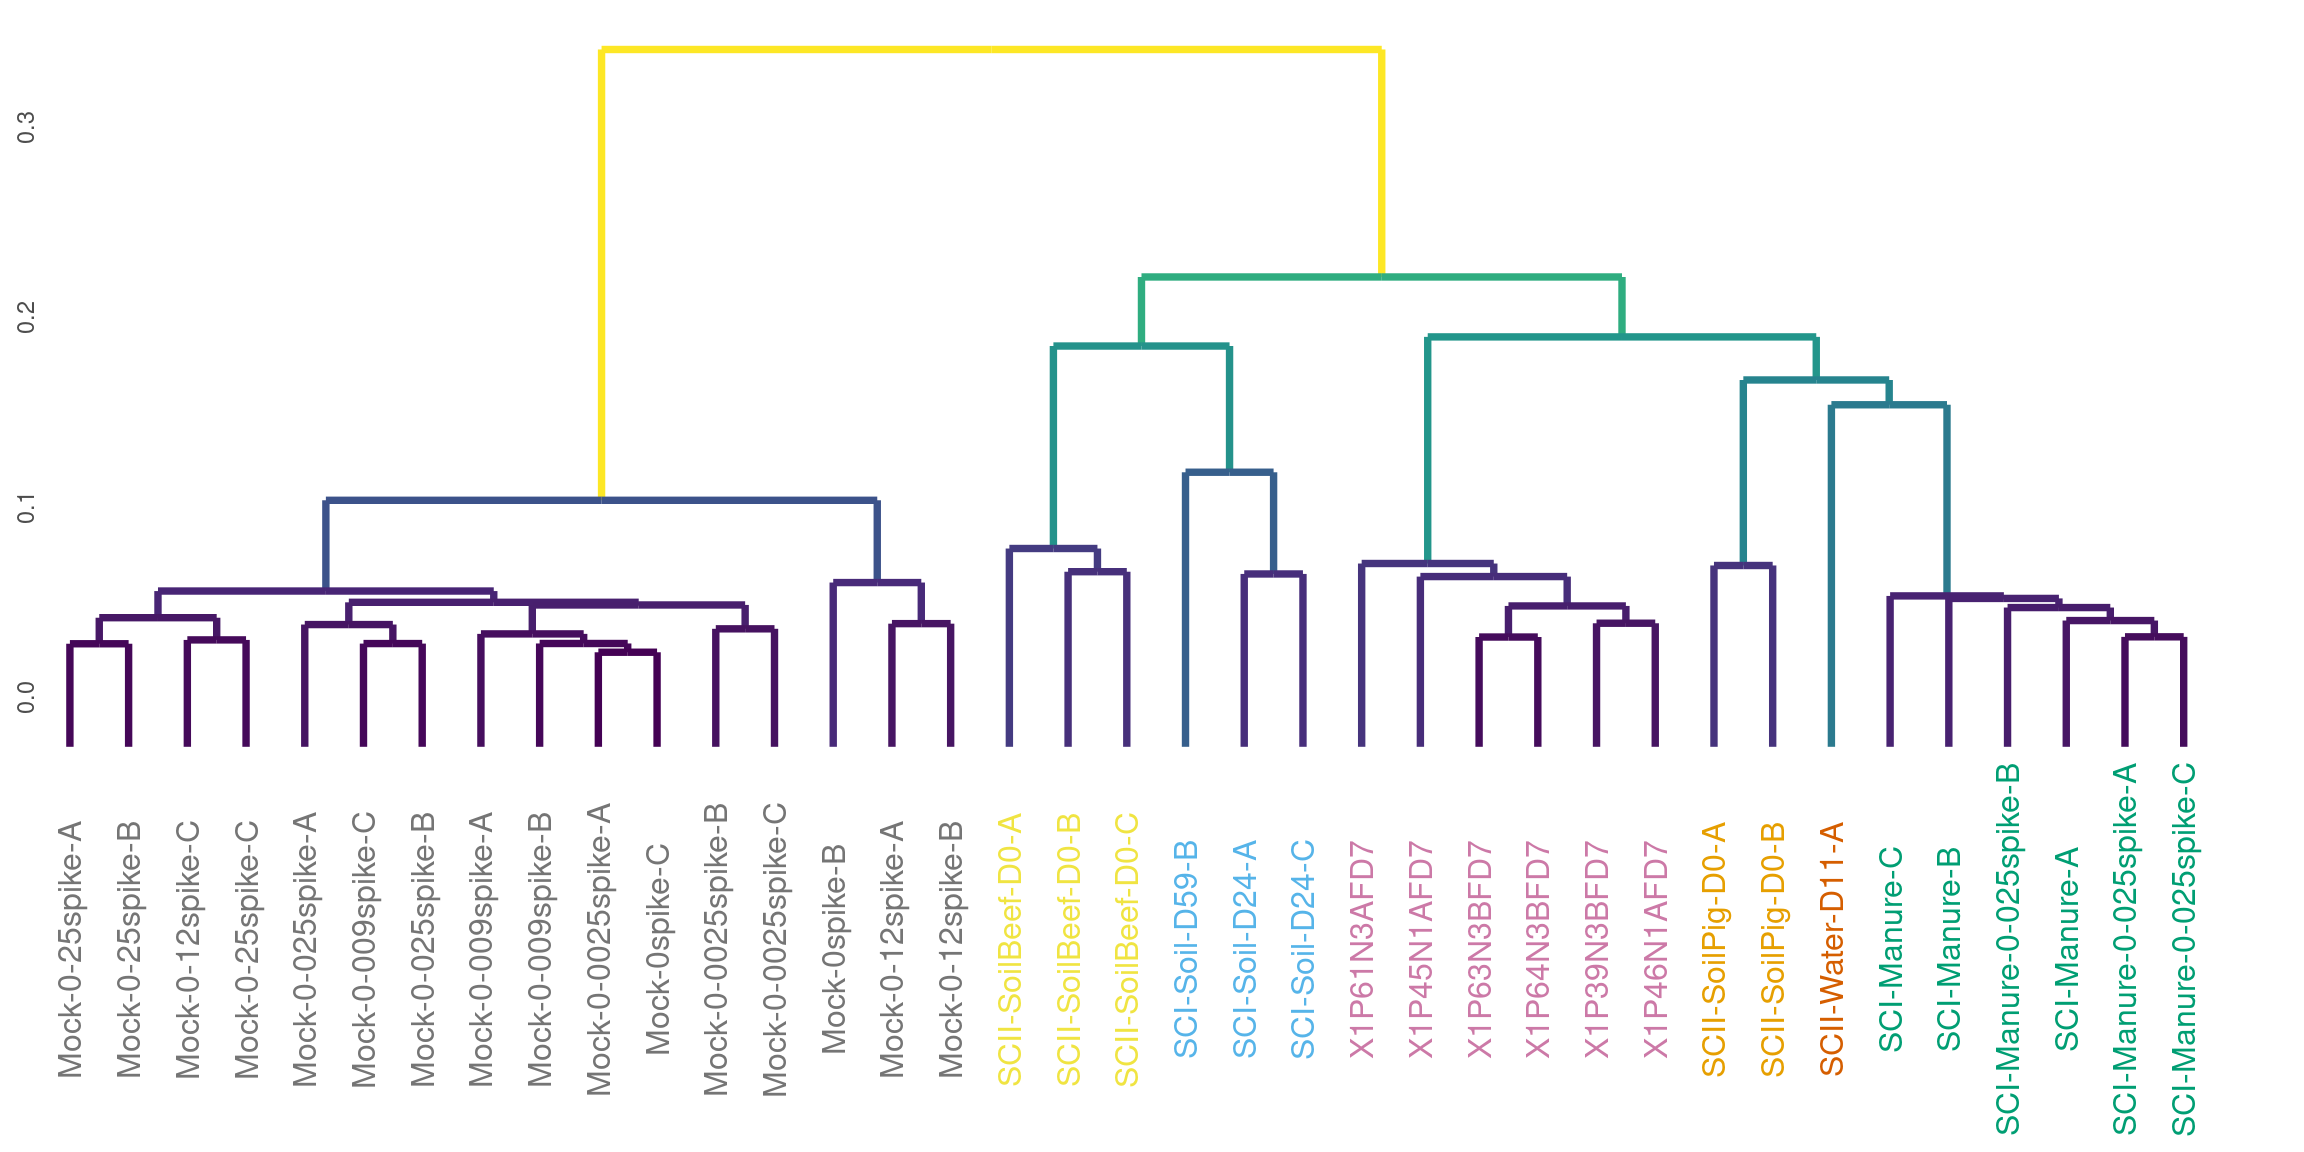 0.3
0.2
0.1
0.0
Mock-0-25spike-A
Mock-0-25spike-B
Mock-0-12spike-C
Mock-0-25spike-C
Mock-0-025spike-A
Mock-0-009spike-C
Mock-0-025spike-B
Mock-0-009spike-A
Mock-0-009spike-B
Mock-0-0025spike-A
Mock-0spike-C
Mock-0-0025spike-B
Mock-0-0025spike-C
Mock-0spike-B
Mock-0-12spike-A
Mock-0-12spike-B
SCII-SoilBeef-D0-A
SCII-SoilBeef-D0-B
SCII-SoilBeef-D0-C
SCI-Soil-D59-B
SCI-Soil-D24-A
SCI-Soil-D24-C
X1P61N3AFD7
X1P45N1AFD7
X1P63N3BFD7
X1P64N3BFD7
X1P39N3BFD7
X1P46N1AFD7
SCII-SoilPig-D0-A
SCII-SoilPig-D0-B
SCII-Water-D11-A
SCI-Manure-C
SCI-Manure-B
SCI-Manure-0-025spike-B
SCI-Manure-A
SCI-Manure-0-025spike-A
SCI-Manure-0-025spike-C